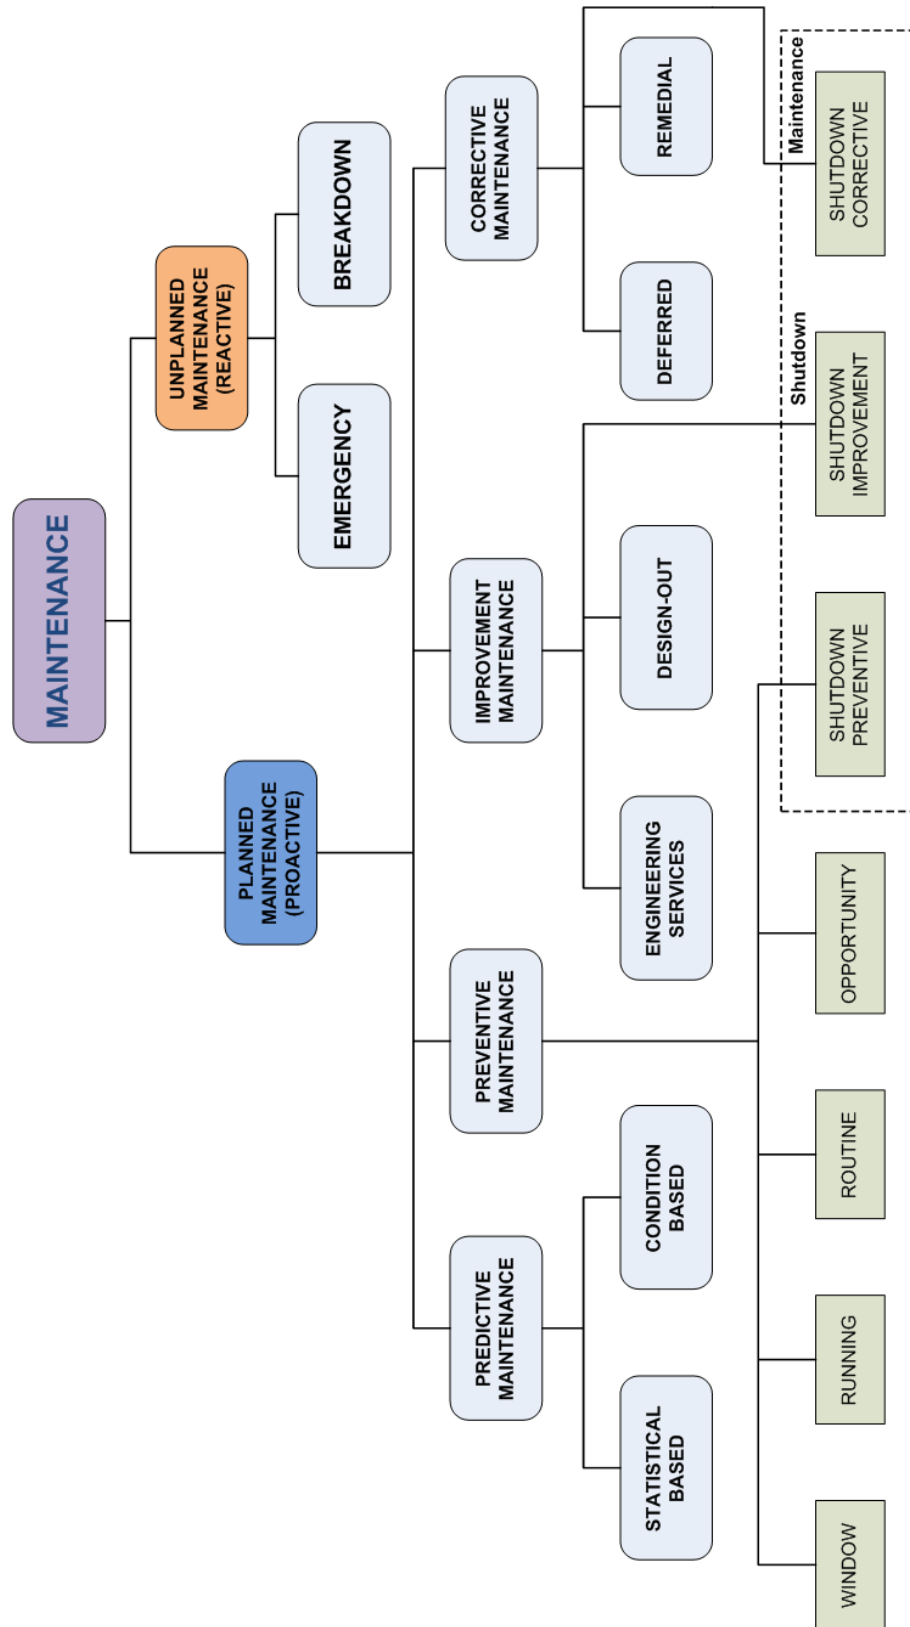 MAINTENANCE
PLANNED
MAINTENANCE
(PROACTIVE)
UNPLANNED
MAINTENANCE
(REACTIVE)
EMERGENCY
BREAKDOWN
PREDICTIVE
MAINTENANCE
PREVENTIVE
MAINTENANCE
IMPROVEMENT
MAINTENANCE
CORRECTIVE
MAINTENANCE
STATISTICAL
BASED
CONDITION
BASED
ENGINEERING
SERVICES
DESIGN-OUT
DEFERRED
REMEDIAL
Shutdown
Maintenance
WINDOW
RUNNING
ROUTINE
OPPORTUNITY
SHUTDOWN
PREVENTIVE
SHUTDOWN
IMPROVEMENT
SHUTDOWN
CORRECTIVE